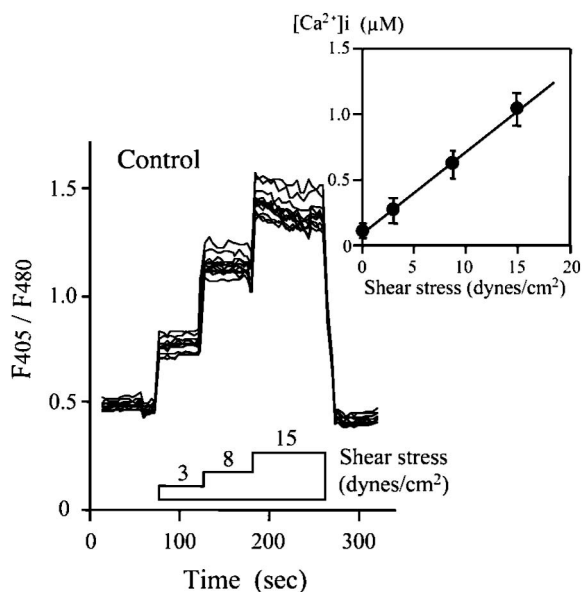 [Ca²⁺]i (μM)
1.5
1.0
0.5
0
0 5 10 15 20
Shear stress (dynes/cm²)
Control
F405 / F480
1.5
1.0
0.5
0
3
8
15
Shear stress
(dynes/cm²)
0 100 200 300
Time (sec)